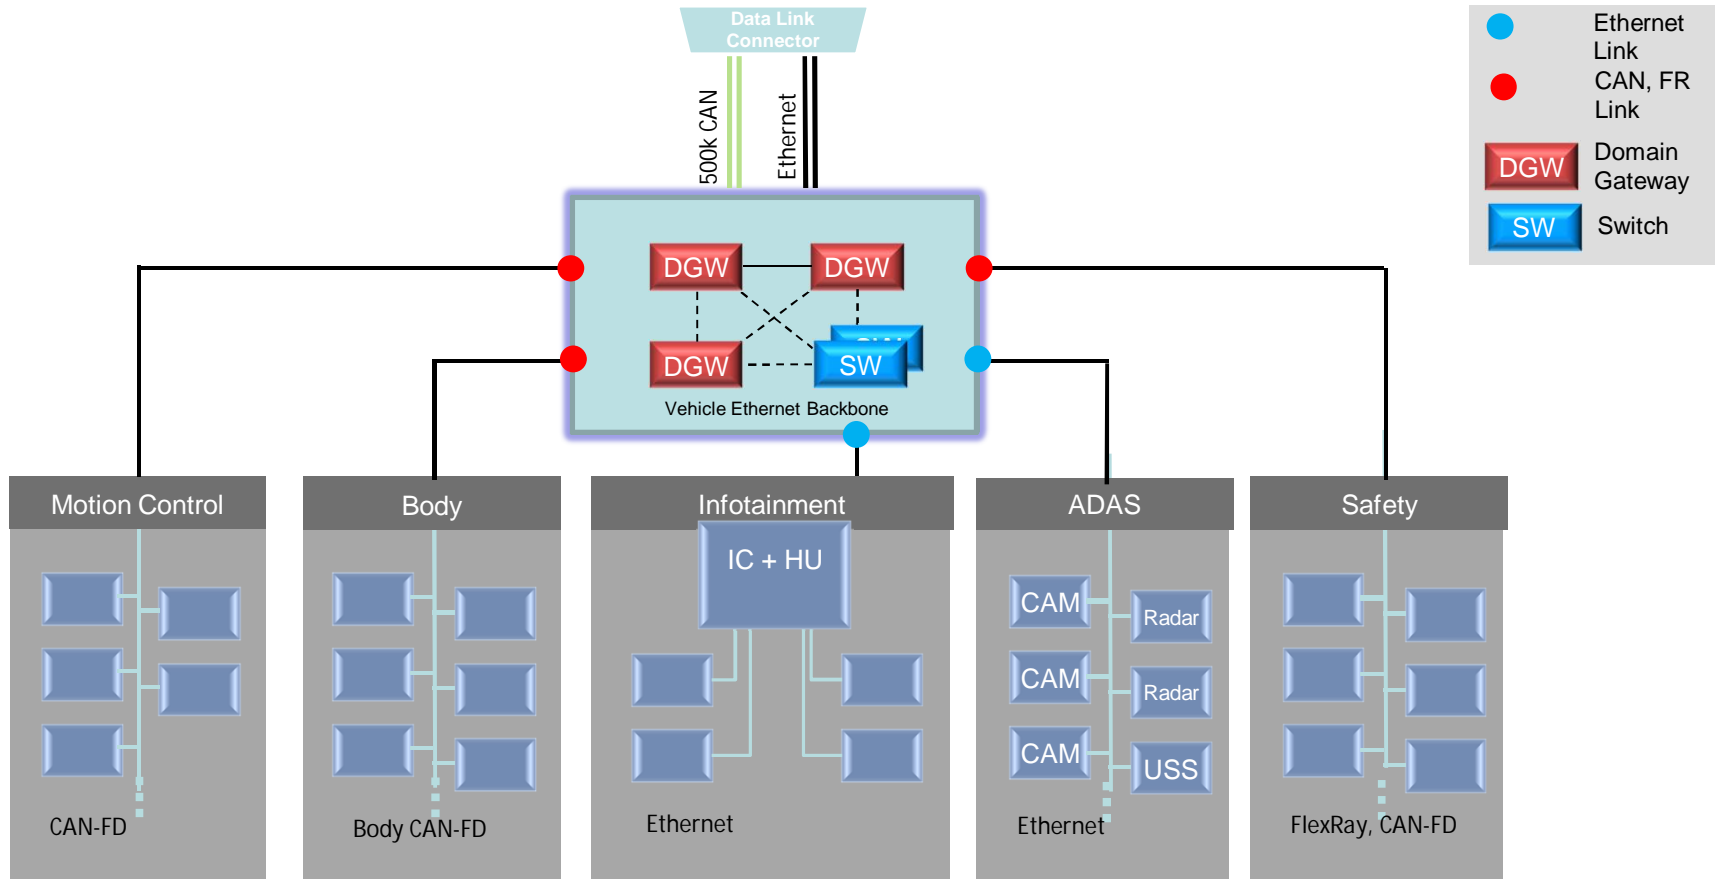 Data Link
Connector
500k CAN
Ethernet
Ethernet
Link
CAN, FR
Link
DGW
Domain
Gateway
SW
Switch
DGW
DGW
DGW
SW
SW
Vehicle Ethernet Backbone
Motion Control
Body
Infotainment
ADAS
Safety
IC + HU
CAM
Radar
CAM
Radar
CAM
USS
CAN-FD
Body CAN-FD
Ethernet
Ethernet
FlexRay, CAN-FD